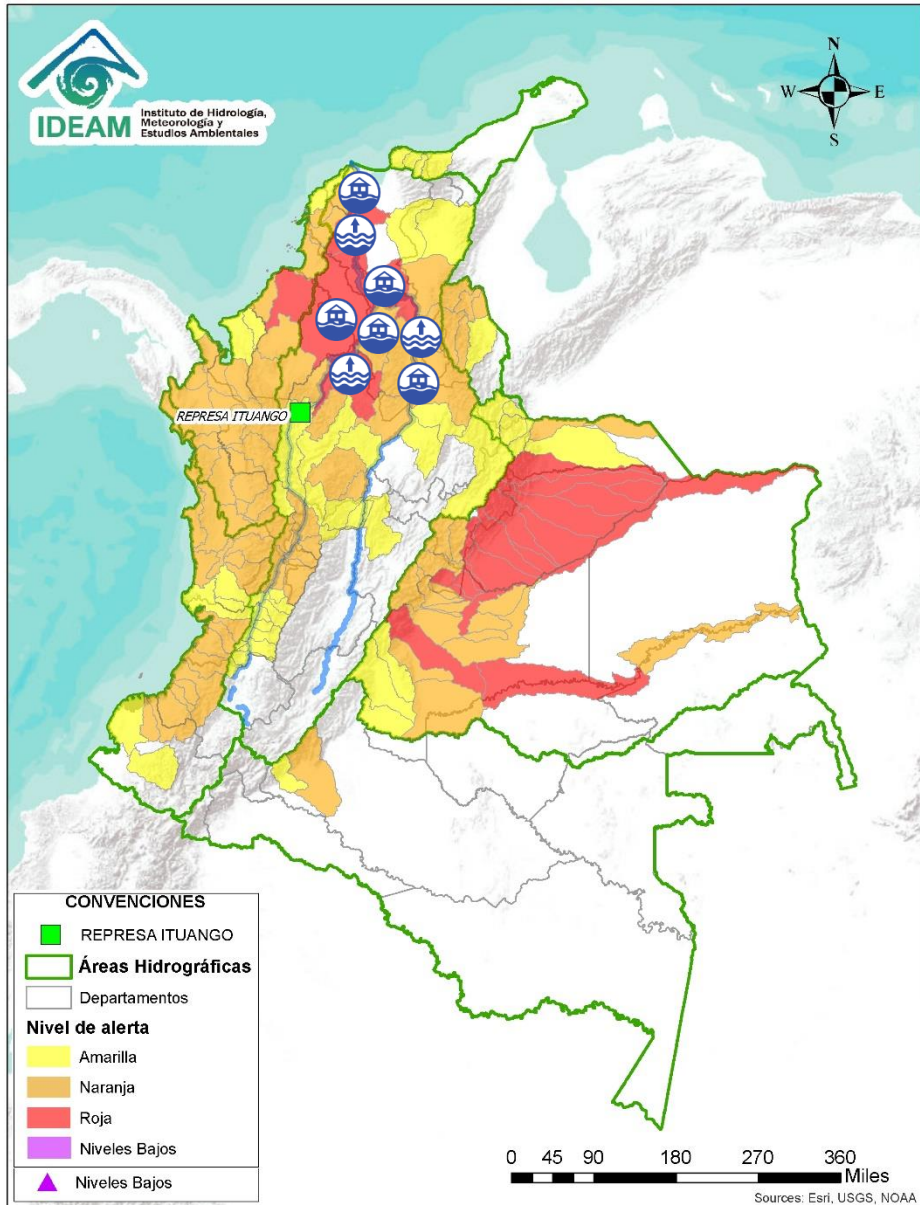 IDEAM
Instituto de Hidrología,
Meteorología y
Estudios Ambientales
N
W
E
S
REPRESA ITUANGO
CONVENCIONES
REPRESA ITUANGO
Áreas Hidrográficas
Departamentos
Nivel de alerta
Amarilla
Naranja
Roja
Niveles Bajos
Niveles Bajos
0 45 90 180 270 360
Miles
Sources: Esri, USGS, NOAA